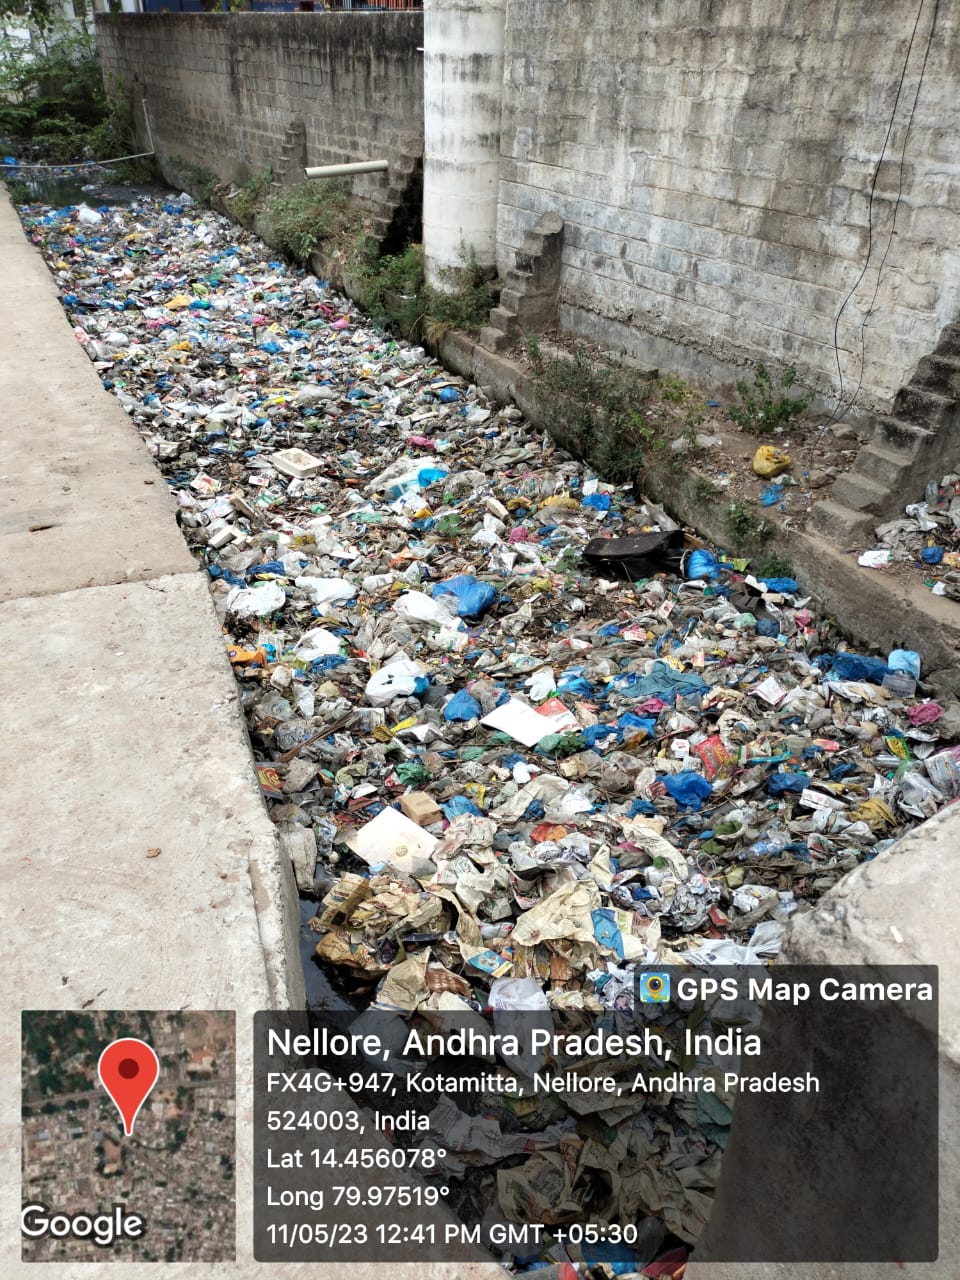 GPS Map Camera
Nellore, Andhra Pradesh, India
FX4G+947, Kotamitta, Nellore, Andhra Pradesh
524003, India
Lat 14.456078°
Long 79.97519°
11/05/23 12:41 PM GMT +05:30
Google